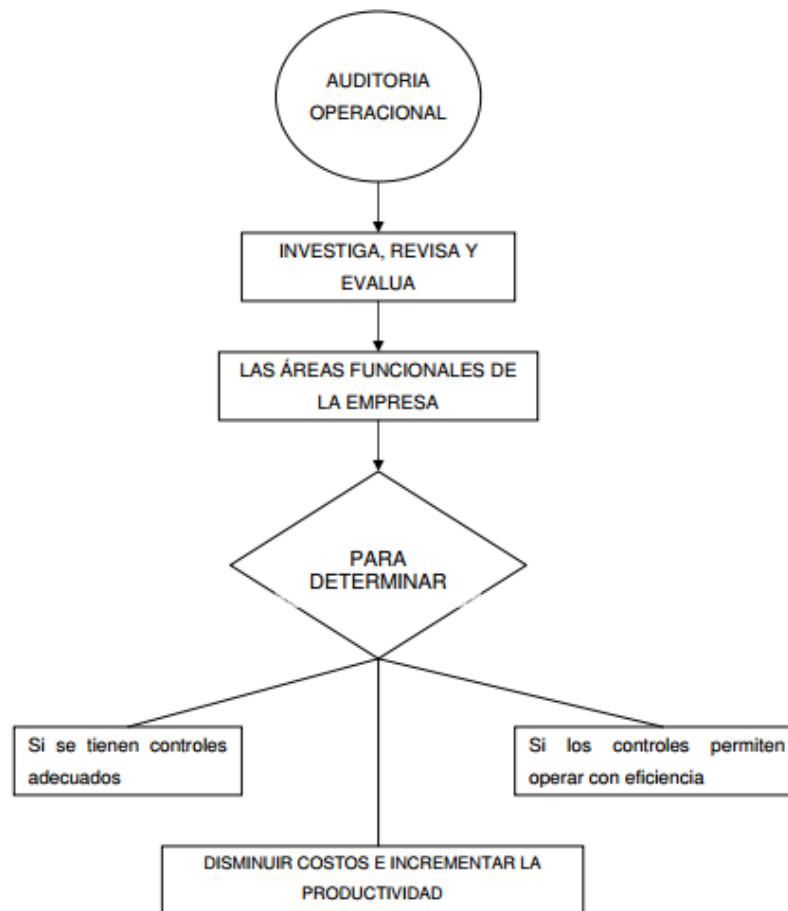 AUDITORIA
OPERACIONAL
INVESTIGA, REVISA Y
EVALUA
LAS ÁREAS FUNCIONALES DE
LA EMPRESA
PARA
DETERMINAR
Si se tienen controles
adecuados
Si los controles permiten
operar con eficiencia
DISMINUIR COSTOS E INCREMENTAR LA
PRODUCTIVIDAD